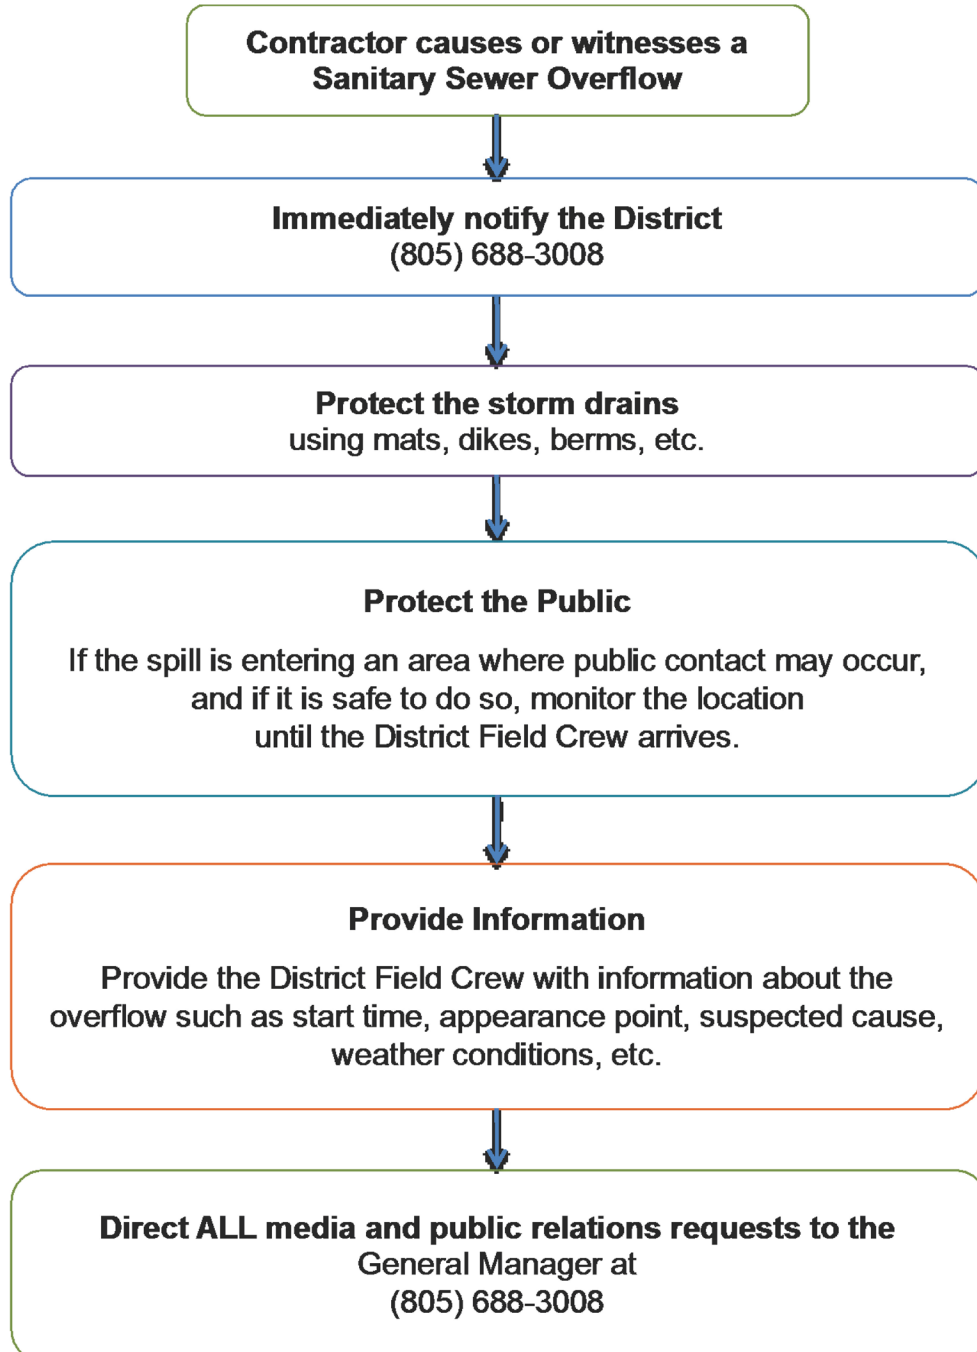 Contractor causes or witnesses a
Sanitary Sewer Overflow
Immediately notify the District
(805) 688-3008
Protect the storm drains
using mats, dikes, berms, etc.
Protect the Public
If the spill is entering an area where public contact may occur,
and if it is safe to do so, monitor the location
until the District Field Crew arrives.
Provide Information
Provide the District Field Crew with information about the
overflow such as start time, appearance point, suspected cause,
weather conditions, etc.
Direct ALL media and public relations requests to the
General Manager at
(805) 688-3008